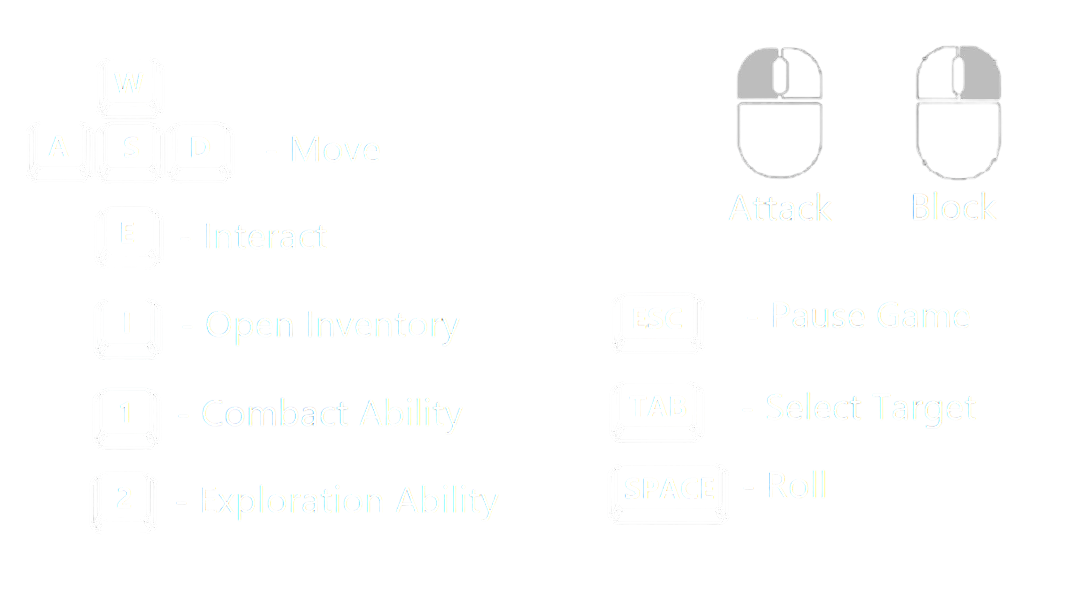 W
A S D - Move
E - Interact
- Open Inventory
1 - Combact Ability
2 - Exploration Ability
Attack
Block
ESC - Pause Game
TAB - Select Target
SPACE - Roll